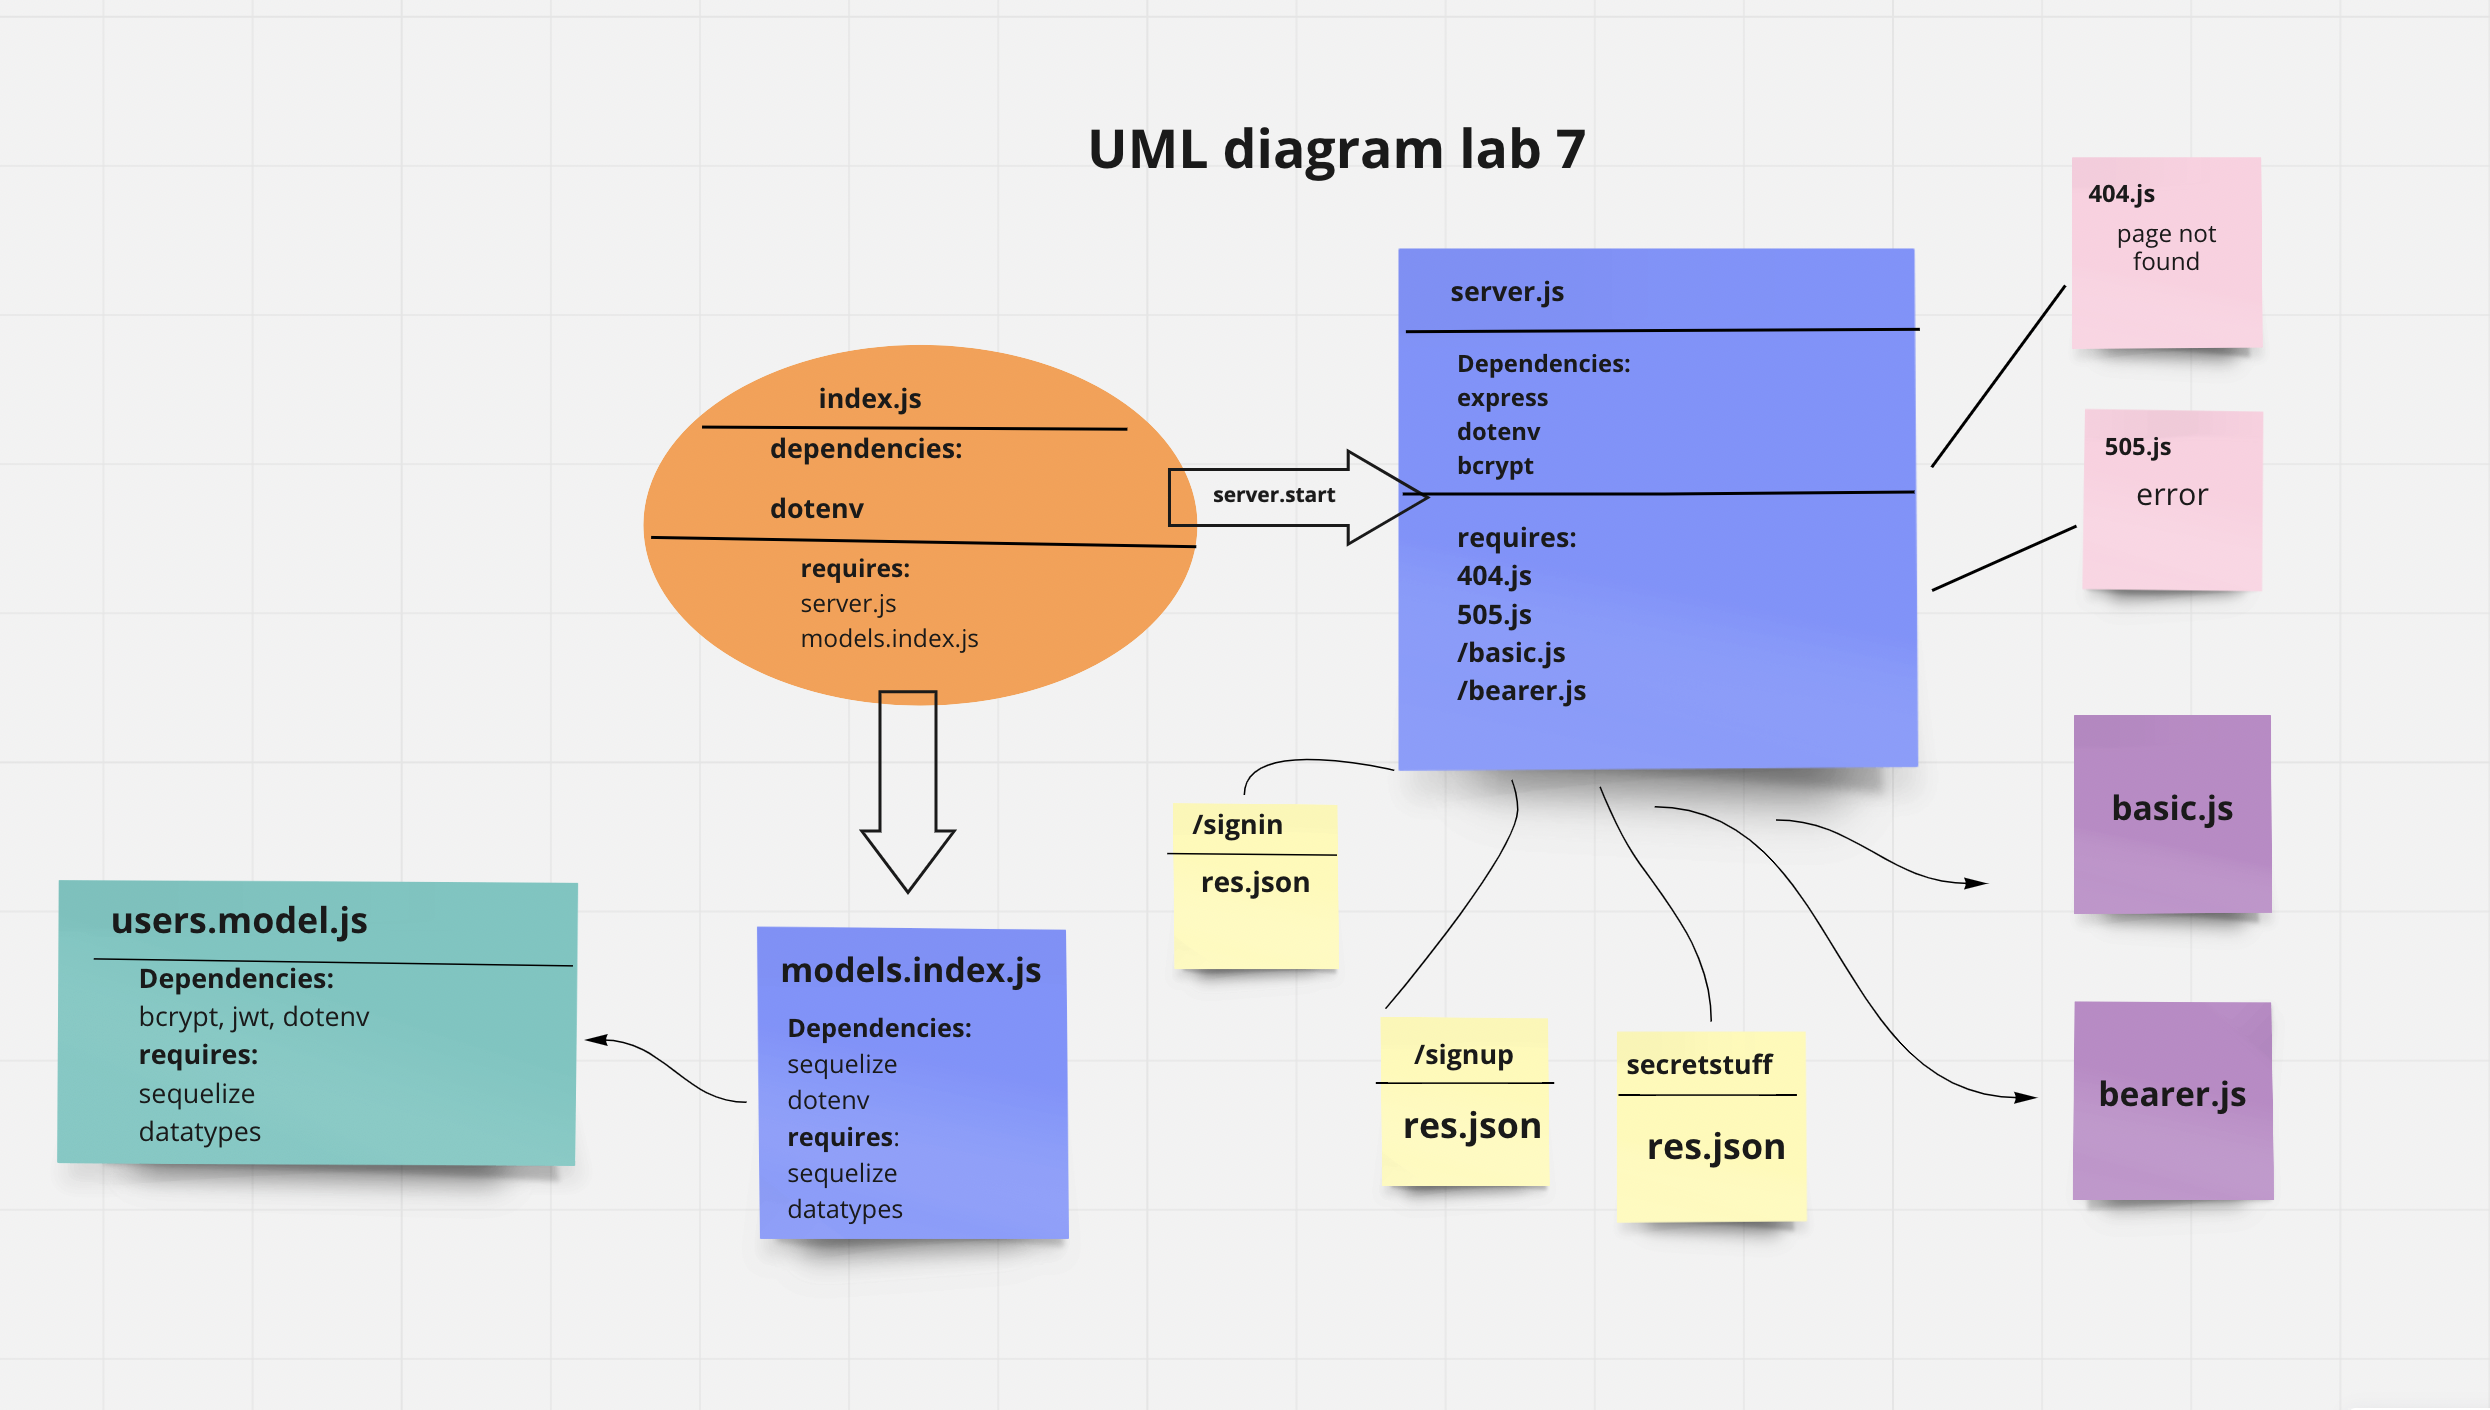 UML diagram lab 7
index.js
dependencies:
dotenv
requires:
server.js
models.index.js
server.start
server.js
Dependencies:
express
dotenv
bcrypt
requires:
404.js
505.js
/basic.js
/bearer.js
404.js
page not
found
505.js
error
basic.js
bearer.js
/signin
res.json
/signup
res.json
secretstuff
res.json
models.index.js
Dependencies:
sequelize
dotenv
requires:
sequelize
datatypes
users.model.js
Dependencies:
bcrypt, jwt, dotenv
requires:
sequelize
datatypes